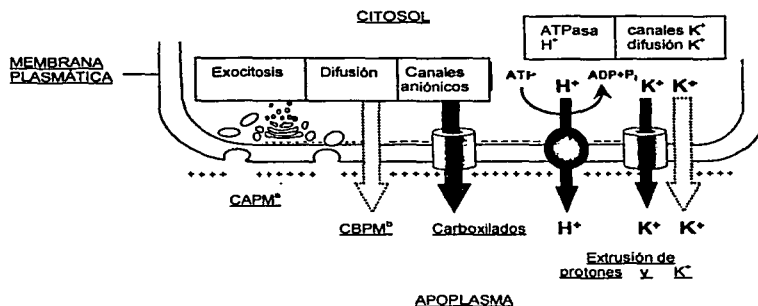 CITOSOL
MEMBRANA
PLASMÁTICA
Exocitosis
Difusión
Canales
aniónicos
ATPasa
H⁺
canales K⁺
difusión K⁺
ATP
H⁺
ADP+Pᵢ
K⁺
K⁺
CAPMᵃ
CBPMᵇ
Carboxilados
H⁺
K⁺
K⁺
Extrusión de
protones y K⁺
APOPLASMA